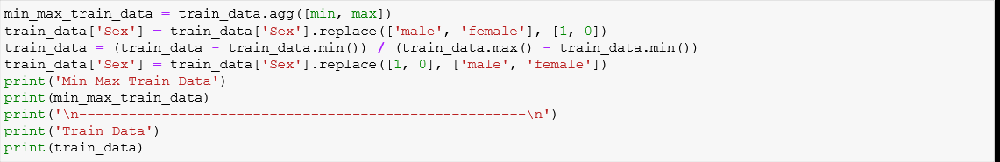 min_max_train_data = train_data.agg([min, max])
train_data['Sex'] = train_data['Sex'].replace(['male', 'female'], [1, 0])
train_data = (train_data - train_data.min()) / (train_data.max() - train_data.min())
train_data['Sex'] = train_data['Sex'].replace([1, 0], ['male', 'female'])
print('Min Max Train Data')
print(min_max_train_data)
print('\n------------------------------------------------------\n')
print('Train Data')
print(train_data)